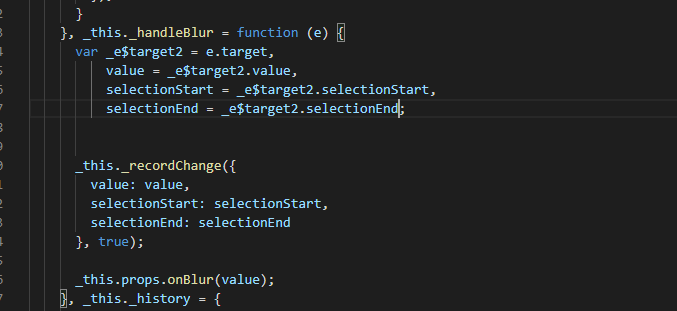 }
}, _this._handleBlur = function (e) {
var _e$target2 = e.target,
value = _e$target2.value,
selectionStart = _e$target2.selectionStart,
selectionEnd = _e$target2.selectionEnd;
_this._recordChange({
value: value,
selectionStart: selectionStart,
selectionEnd: selectionEnd
}, true);
_this.props.onBlur(value);
}, _this._history = {